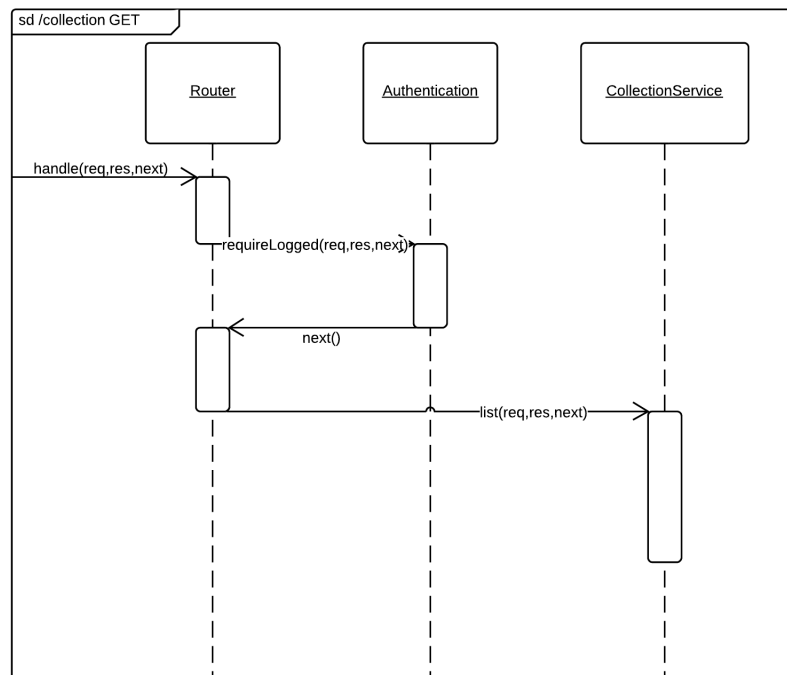 sd /collection GET
Router
Authentication
CollectionService
handle(req,res,next)
requireLogged(req,res,next)
next()
list(req,res,next)